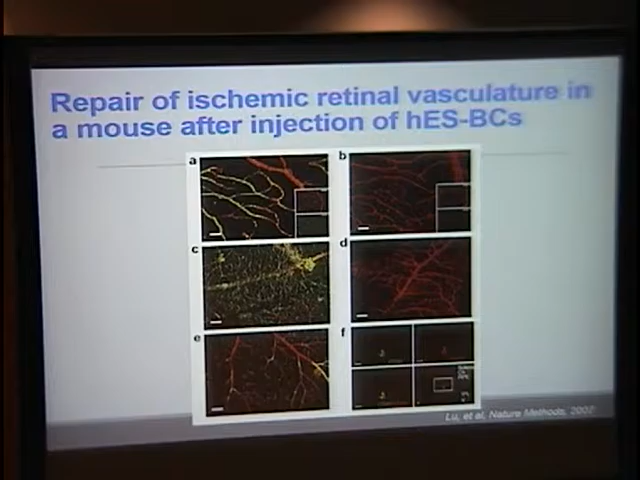 Repair of ischemic retinal vasculature in
a mouse after injection of hES-BCs
a
b
c
d
e
f
Lu, et al, Nature Methods, 2007